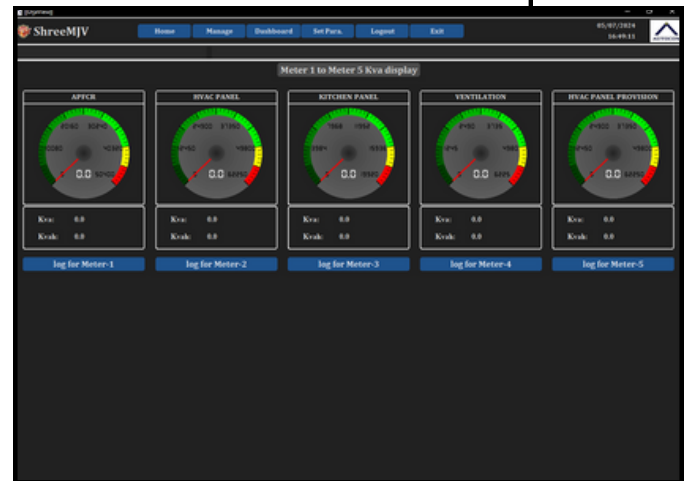 ShreeMJV
Home Manage Dashboard Set Para. Logout Exit
05/07/2024
16:49:11
Meter 1 to Meter 5 Kva display
APFCR HVAC PANEL KITCHEN PANEL VENTILATION HVAC PANEL PROVISION
0.0 0.0 0.0 0.0 0.0
Kva: 0.0 Kva: 0.0 Kva: 0.0 Kva: 0.0 Kva: 0.0
Kvah: 0.0 Kvah: 0.0 Kvah: 0.0 Kvah: 0.0 Kvah: 0.0
log for Meter-1 log for Meter-2 log for Meter-3 log for Meter-4 log for Meter-5